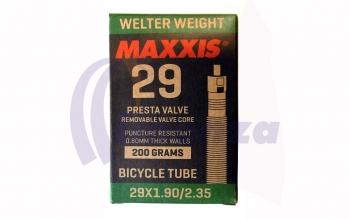 WELTER WEIGHT
MAXXIS®
29
PRESTA VALVE
REMOVABLE VALVE CORE
PUNCTURE RESISTANT
0.80MM THICK WALLS
200 GRAMS
BICYCLE TUBE
29X1.90/2.35